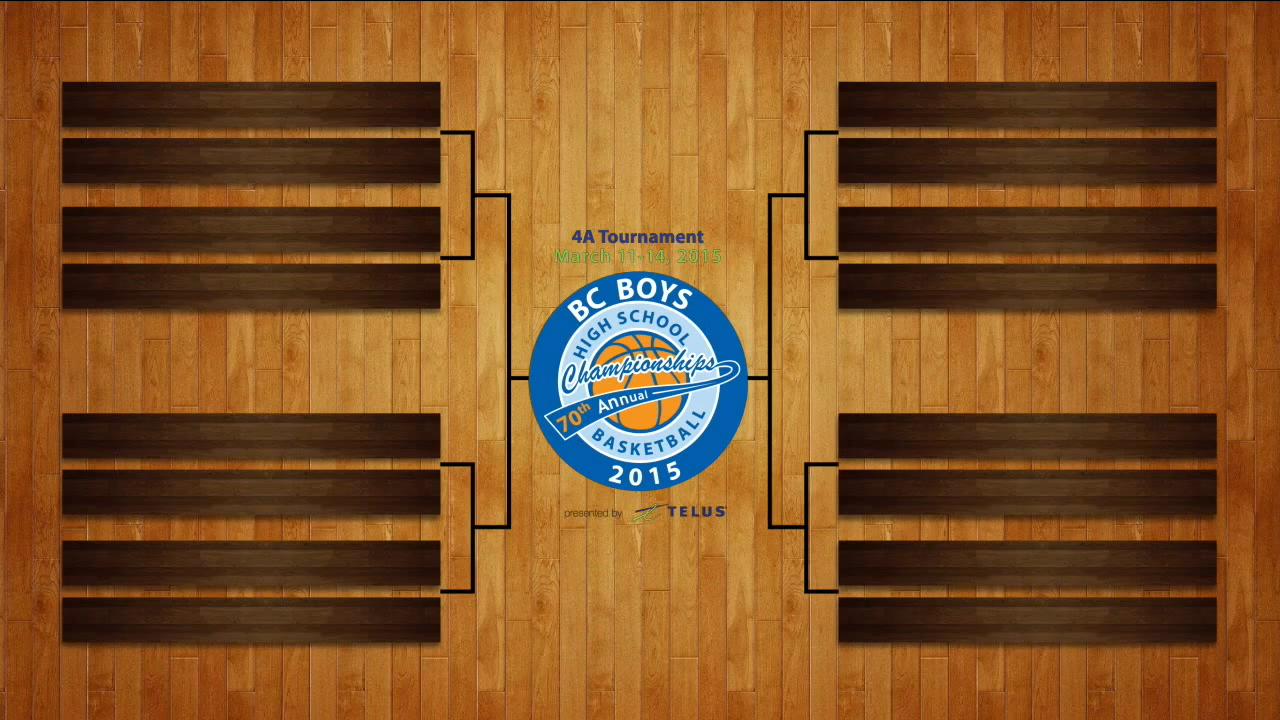 4A Tournament
March 11-14, 2015
BC BOYS
HIGH SCHOOL
Championships
70th Annual
BASKETBALL
2015
presented by TELUS